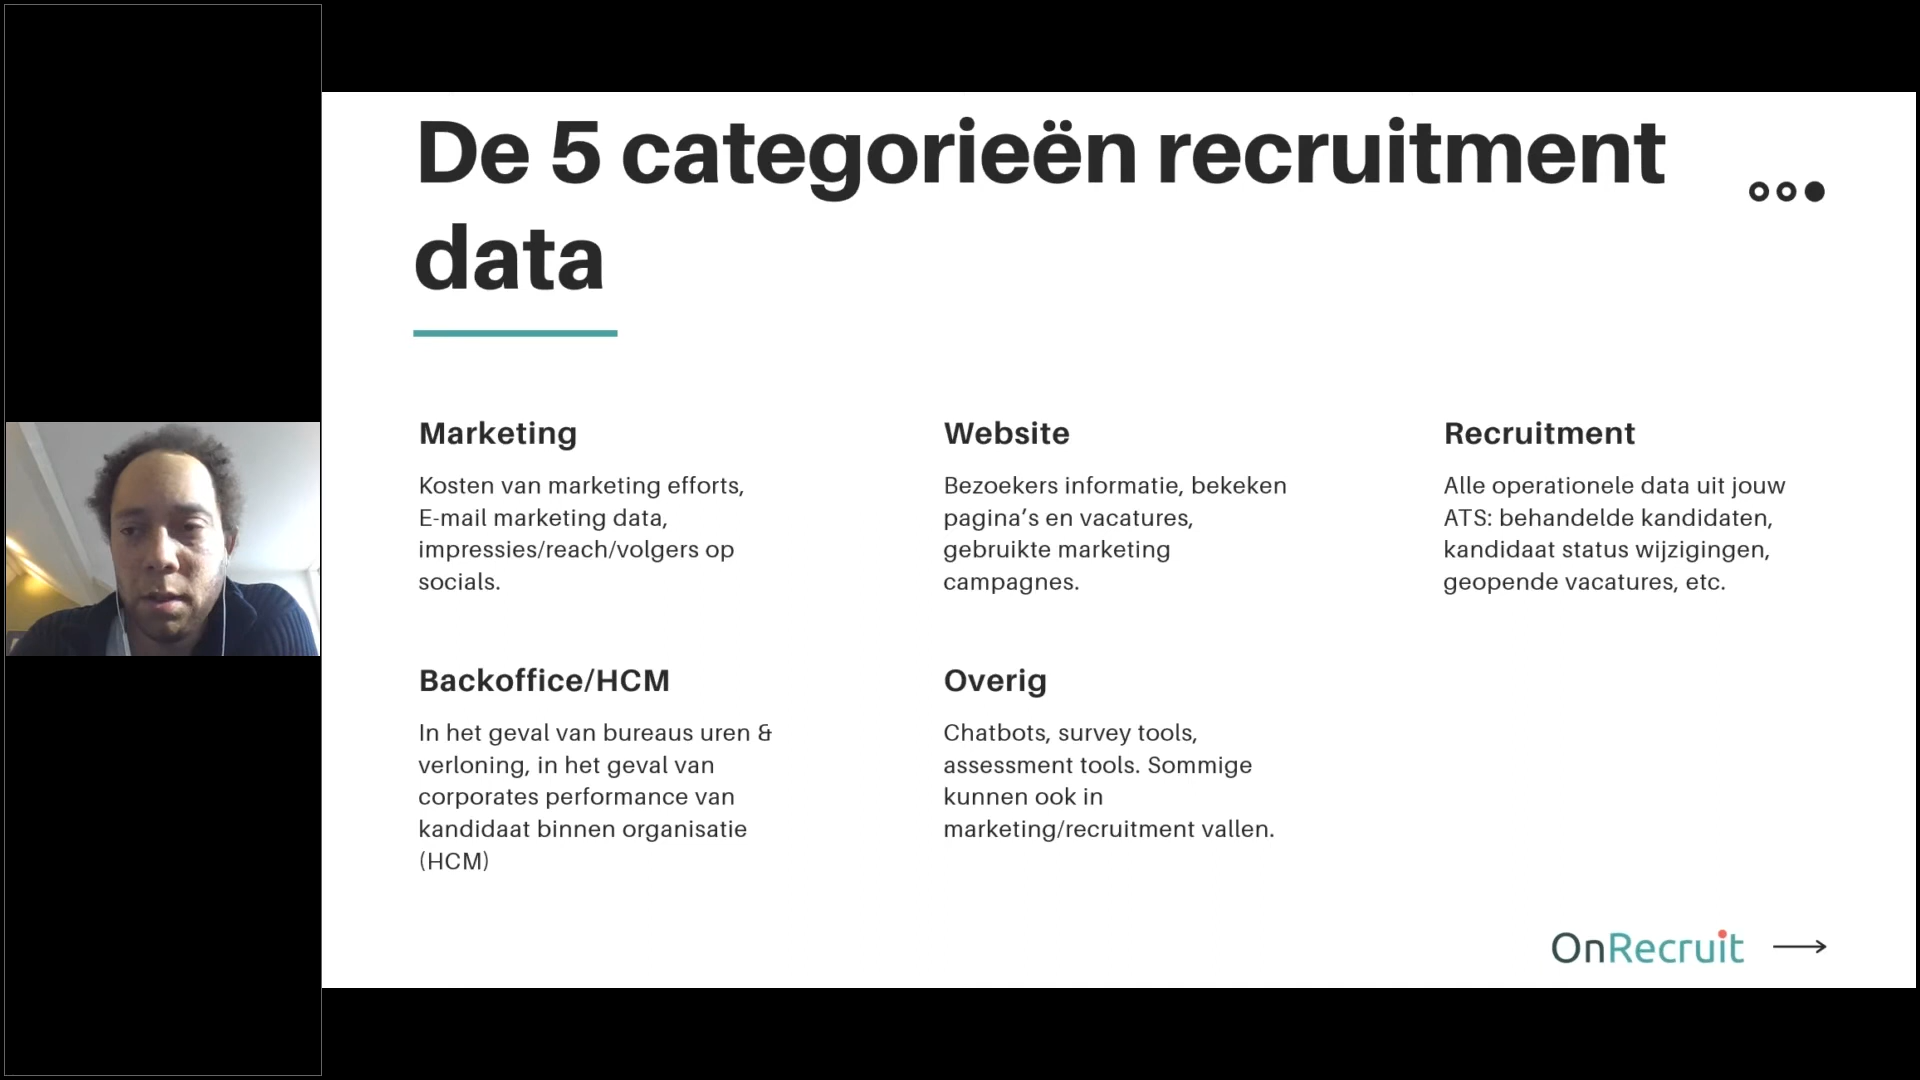 De 5 categorieën recruitment
data
Marketing
Kosten van marketing efforts,
E-mail marketing data,
impressies/reach/volgers op
socials.
Website
Bezoekers informatie, bekeken
pagina’s en vacatures,
gebruikte marketing
campagnes.
Recruitment
Alle operationele data uit jouw
ATS: behandelde kandidaten,
kandidaat status wijzigingen,
geopende vacatures, etc.
Backoffice/HCM
In het geval van bureaus uren &
verloning, in het geval van
corporates performance van
kandidaat binnen organisatie
(HCM)
Overig
Chatbots, survey tools,
assessment tools. Sommige
kunnen ook in
marketing/recruitment vallen.
OnRecruit